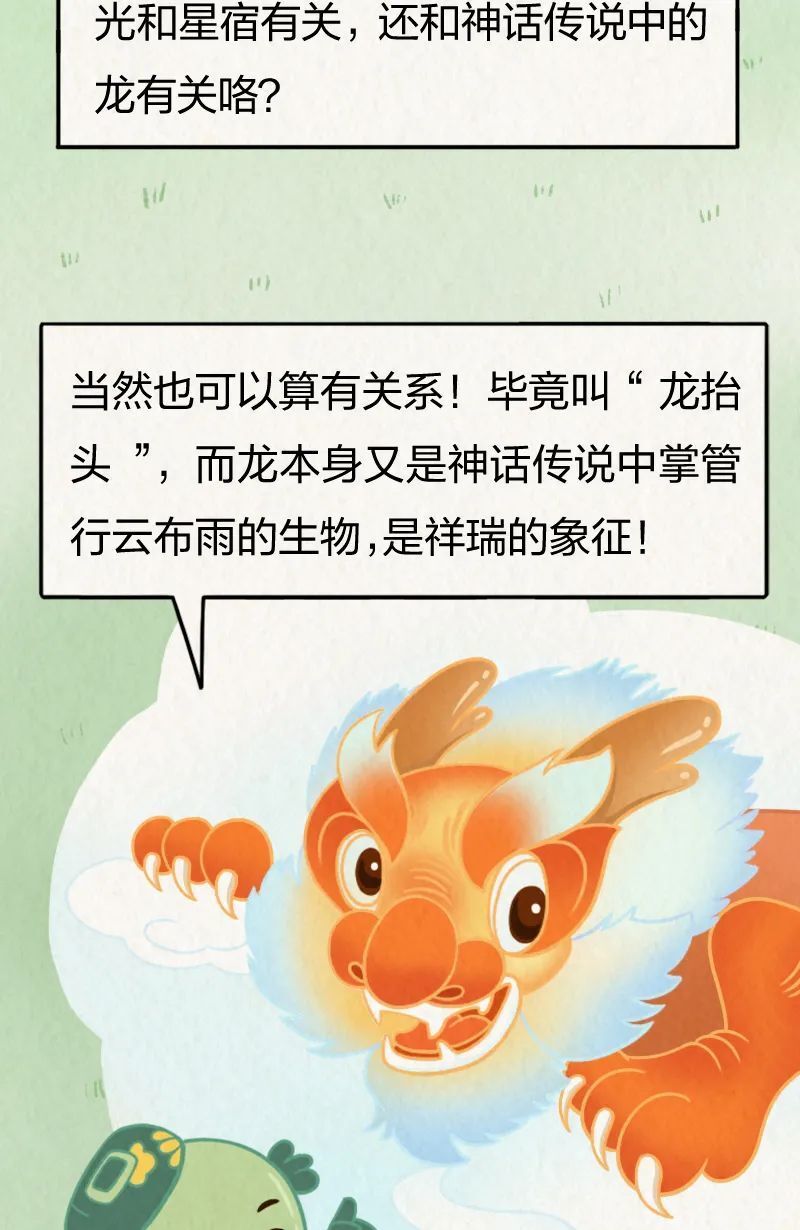 光和星宿有关，还和神话传说中的
龙有关咯？
当然也可以算有关系！毕竟叫“龙抬
头”，而龙本身又是神话传说中掌管
行云布雨的生物，是祥瑞的象征！